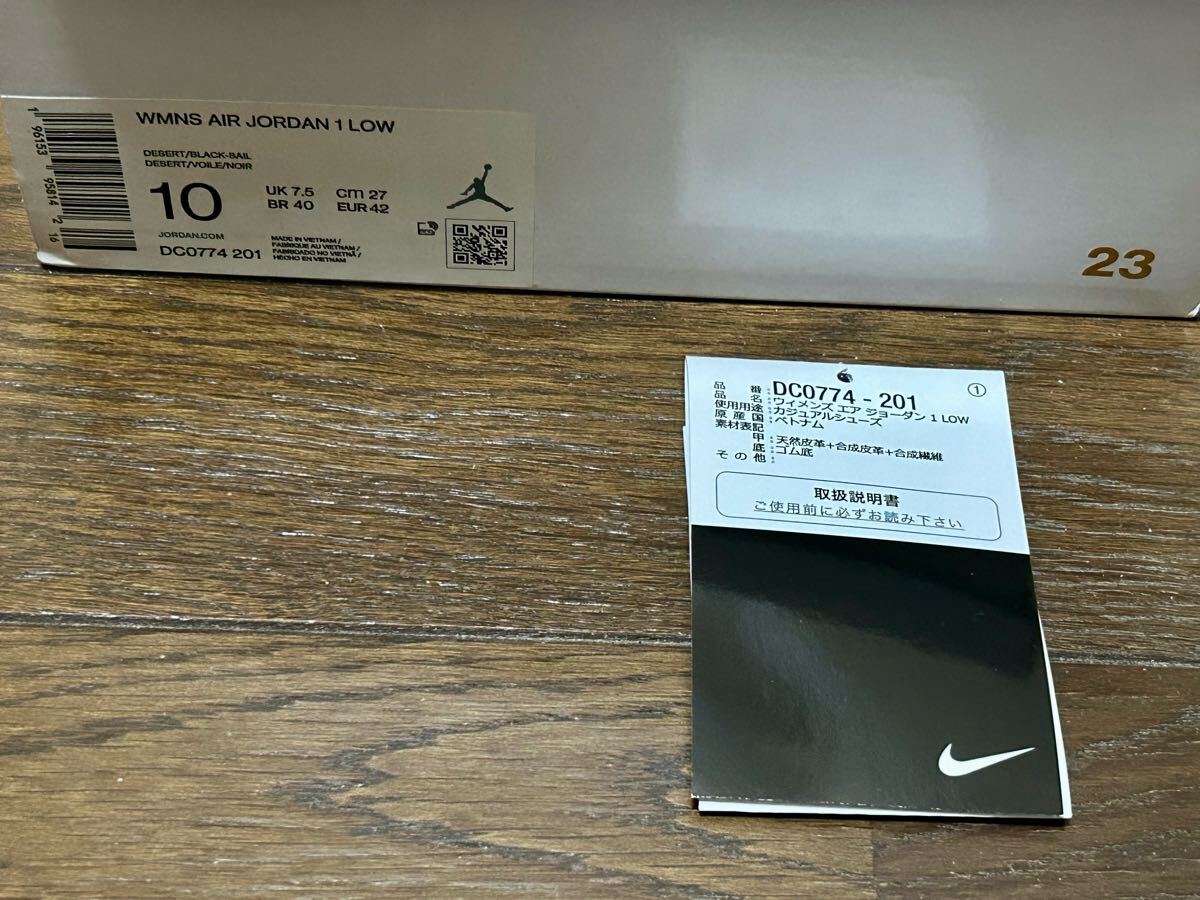 WMNS AIR JORDAN 1 LOW
DESERT/BLACK-SAIL
DESERT/VOILE/NOIR
10
UK 7.5 cm 27
BR 40 EUR 42
JORDAN.COM
DC0774 201
MADE IN VIETNAM /
FABRIQUE AU VIETNAM /
FABRICADO NO VIETNÃ /
HECHO EN VIETNAM
1 96153 95814 2 16
23
①
品番：DC0774 - 201
品名：ウィメンズ エア ジョーダン 1 LOW
使用用途：カジュアルシューズ
原産国：ベトナム
素材表記
甲：天然皮革+合成皮革+合成繊維
底：ゴム底
その他：
取扱説明書
ご使用前に必ずお読み下さい